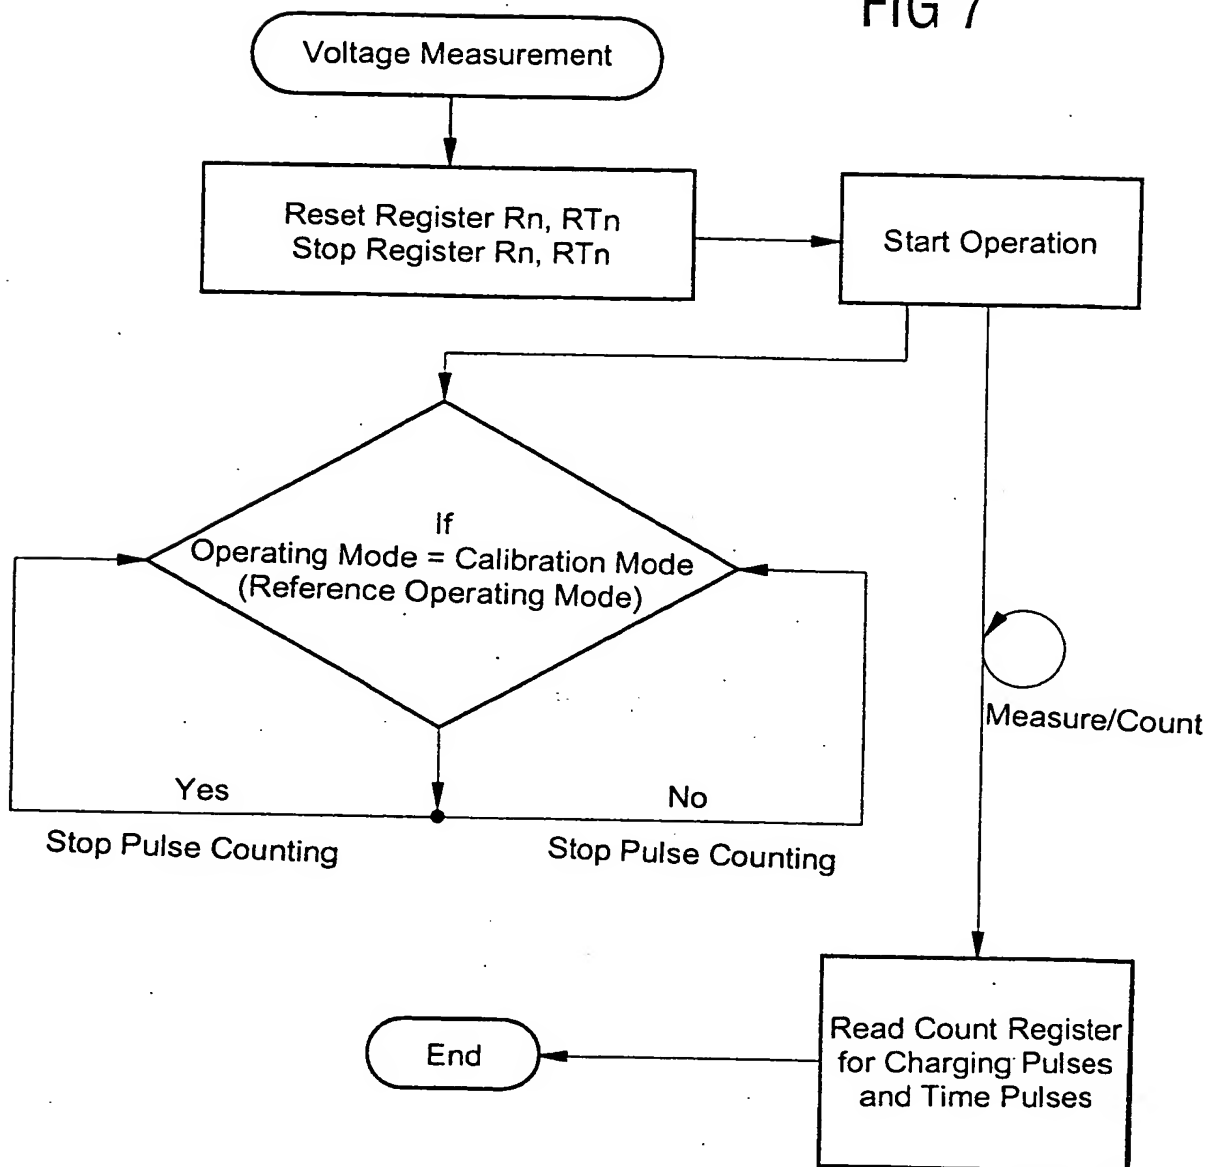 FIG 7
Voltage Measurement
Reset Register Rn, RTn
Stop Register Rn, RTn
Start Operation
If
Operating Mode = Calibration Mode
(Reference Operating Mode)
Measure/Count
Yes
No
Stop Pulse Counting
Stop Pulse Counting
Read Count Register
for Charging Pulses
and Time Pulses
End